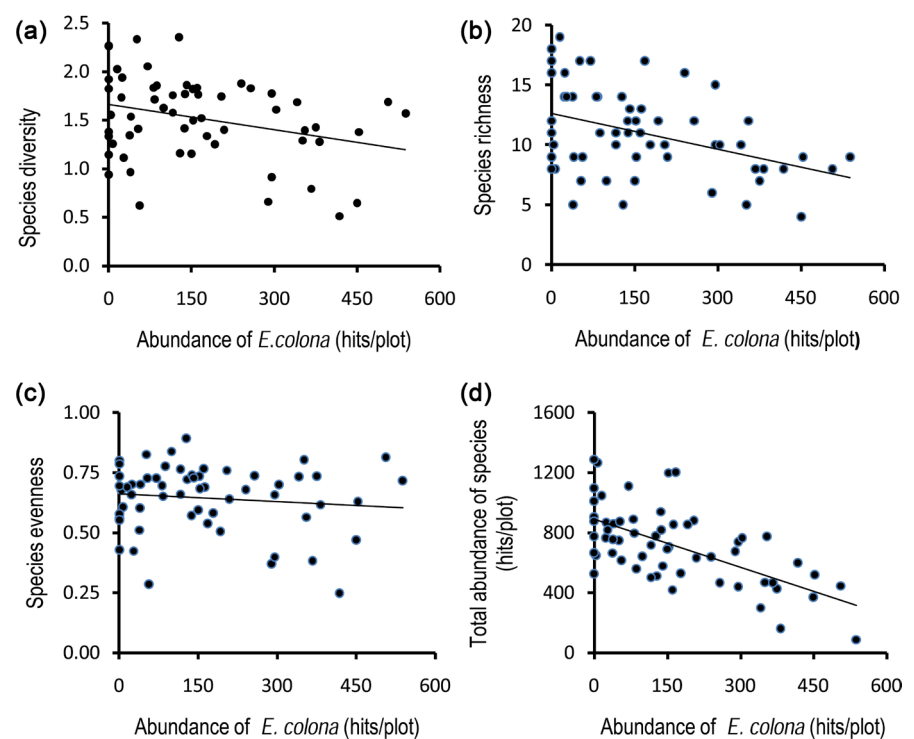 (a)
2.5
2.0
1.5
1.0
0.5
0.0
Species diversity
0 150 300 450 600
Abundance of E.colona (hits/plot)
(b)
20
15
10
5
0
Species richness
0 150 300 450 600
Abundance of E. colona (hits/plot)
(c)
1.00
0.75
0.50
0.25
0.00
Species evenness
0 150 300 450 600
Abundance of E. colona (hits/plot)
(d)
1600
1200
800
400
0
Total abundance of species
(hits/plot)
0 150 300 450 600
Abundance of E. colona (hits/plot)